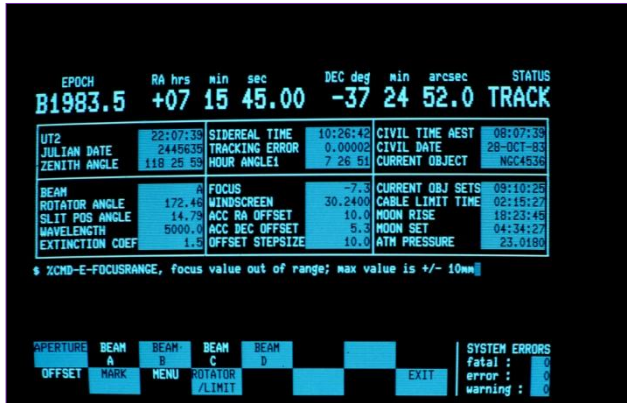 EPOCH RA hrs min sec DEC deg min arcsec STATUS
B1983.5 +07 15 45.00 -37 24 52.0 TRACK
UT2 22:07:39 SIDEREAL TIME 10:26:42 CIVIL TIME AEST 08:07:39
JULIAN DATE 2445635 TRACKING ERROR 0.00002 CIVIL DATE 28-OCT-83
ZENITH ANGLE 118 25 59 HOUR ANGLE1 7 26 51 CURRENT OBJECT NGC4536
BEAM A FOCUS -7.3 CURRENT OBJ SETS 09:10:25
ROTATOR ANGLE 172.46 WINDSCREEN 30.2400 CABLE LIMIT TIME 02:15:27
SLIT POS ANGLE 14.79 ACC RA OFFSET 10.0 MOON RISE 18:23:45
WAVELENGTH 5000.0 ACC DEC OFFSET 5.3 MOON SET 04:34:27
EXTINCTION COEF 1.5 OFFSET STEPSIZE 10.0 ATM PRESSURE 23.0180
$ %CMD-E-FOCUSRANGE, focus value out of range; max value is +/- 10mm
APERTURE BEAM BEAM BEAM BEAM SYSTEM ERRORS
A B C D fatal : 0
OFFSET MARK MENU ROTATOR EXIT error : 0
/LIMIT warning : 0